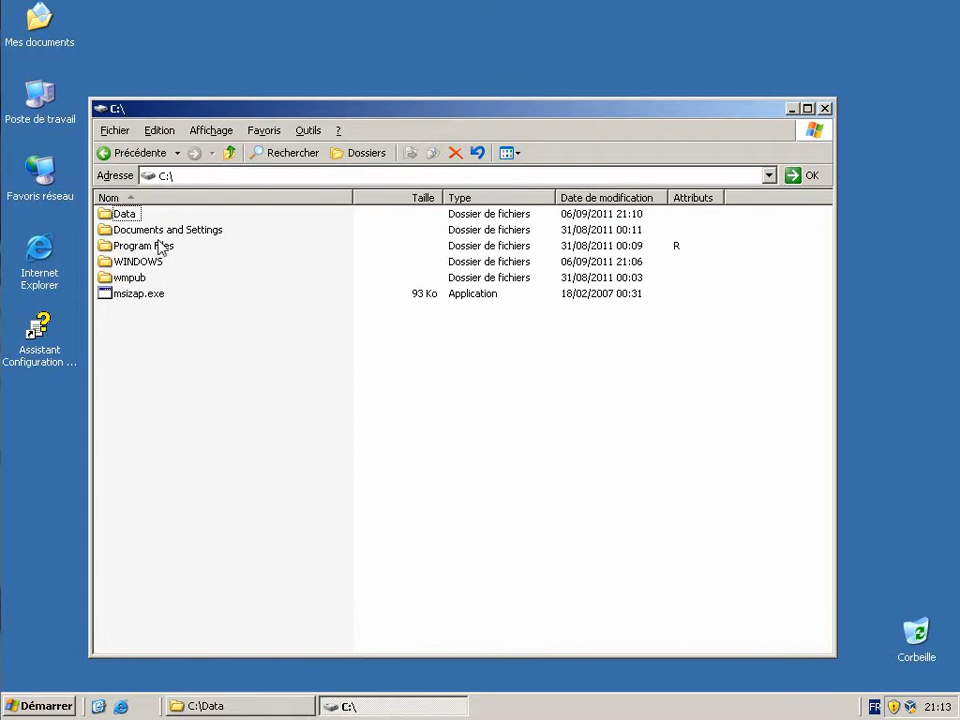 Mes documents
Poste de travail
Favoris réseau
Internet
Explorer
Assistant
Configuration ...
C:\
Fichier Edition Affichage Favoris Outils ?
Précédente Rechercher Dossiers
Adresse C:\ OK
Nom Taille Type Date de modification Attributs
Data Dossier de fichiers 06/09/2011 21:10
Documents and Settings Dossier de fichiers 31/08/2011 00:11
Program Files Dossier de fichiers 31/08/2011 00:09 R
WINDOWS Dossier de fichiers 06/09/2011 21:06
wmpub Dossier de fichiers 31/08/2011 00:03
msizap.exe 93 Ko Application 18/02/2007 00:31
Corbeille
Démarrer C:\Data C:\ FR 21:13